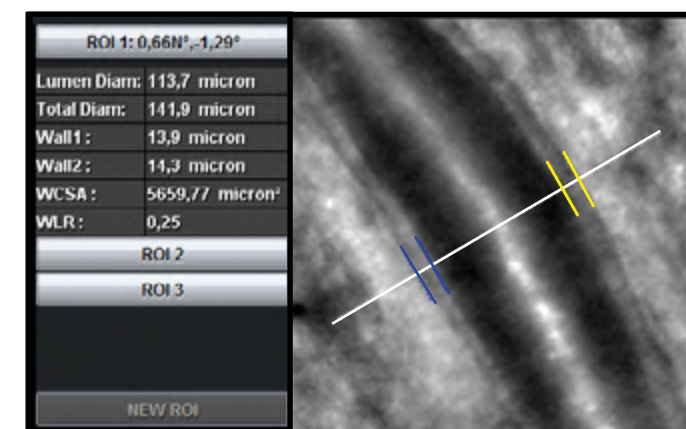 ROI 1: 0,66N°,-1,29°
Lumen Diam: 113,7 micron
Total Diam: 141,9 micron
Wall1 : 13,9 micron
Wall2 : 14,3 micron
WCSA : 5659,77 micron²
WLR : 0,25
ROI 2
ROI 3
NEW ROI